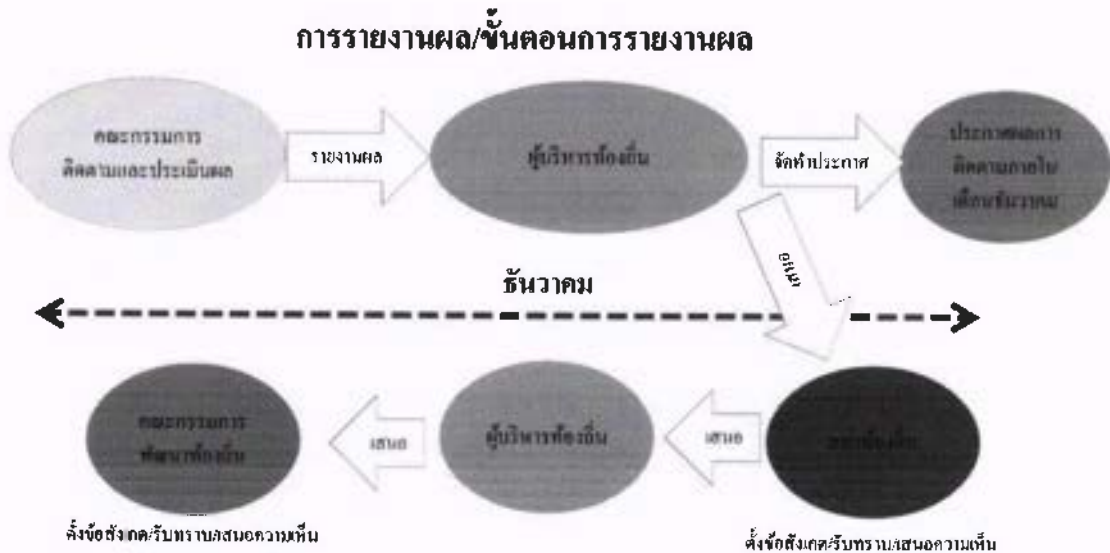 การรายงานผล/ขั้นตอนการรายงานผล
คณะกรรมการ
ติดตามและประเมินผล
รายงานผล
ผู้บริหารท้องถิ่น
จัดทำประกาศ
ประกาศผลการ
ติดตามภายใน
เดือนธันวาคม
เสนอ
ธันวาคม
คณะกรรมการ
พัฒนาท้องถิ่น
เสนอ
ผู้บริหารท้องถิ่น
เสนอ
สภาท้องถิ่น
ตั้งข้อสังเกต/รับทราบ/เสนอความเห็น
ตั้งข้อสังเกต/รับทราบ/เสนอความเห็น